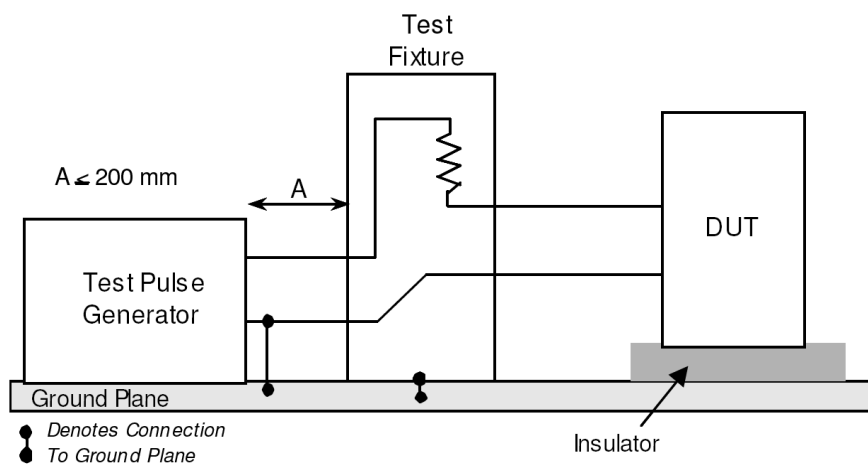 Test
Fixture
A ≤ 200 mm
A
Test Pulse
Generator
DUT
Ground Plane
Denotes Connection
To Ground Plane
Insulator